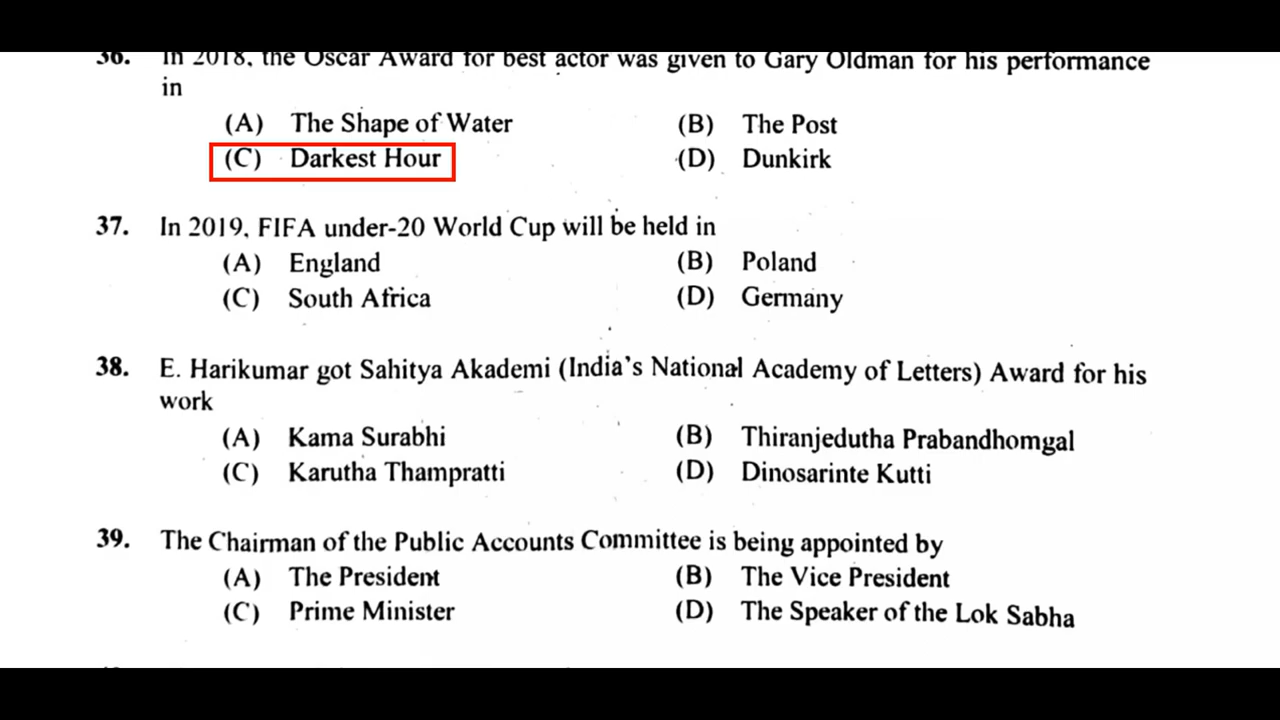 36. In 2018, the Oscar Award for best actor was given to Gary Oldman for his performance
in
(A) The Shape of Water (B) The Post
(C) Darkest Hour (D) Dunkirk
37. In 2019, FIFA under-20 World Cup will be held in
(A) England (B) Poland
(C) South Africa (D) Germany
38. E. Harikumar got Sahitya Akademi (India's National Academy of Letters) Award for his
work
(A) Kama Surabhi (B) Thiranjedutha Prabandhomgal
(C) Karutha Thampratti (D) Dinosarinte Kutti
39. The Chairman of the Public Accounts Committee is being appointed by
(A) The President (B) The Vice President
(C) Prime Minister (D) The Speaker of the Lok Sabha